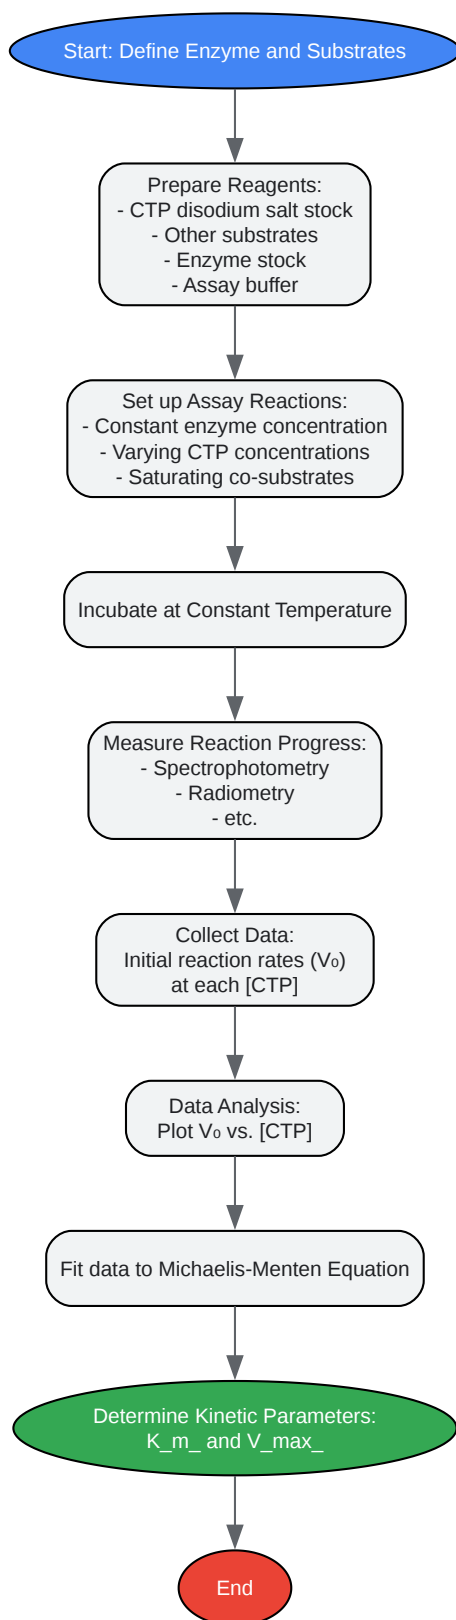 Start: Define Enzyme and Substrates
Prepare Reagents:
- CTP disodium salt stock
- Other substrates
- Enzyme stock
- Assay buffer
Set up Assay Reactions:
- Constant enzyme concentration
- Varying CTP concentrations
- Saturating co-substrates
Incubate at Constant Temperature
Measure Reaction Progress:
- Spectrophotometry
- Radiometry
- etc.
Collect Data:
Initial reaction rates (V₀)
at each [CTP]
Data Analysis:
Plot V₀ vs. [CTP]
Fit data to Michaelis-Menten Equation
Determine Kinetic Parameters:
K_m_ and V_max_
End